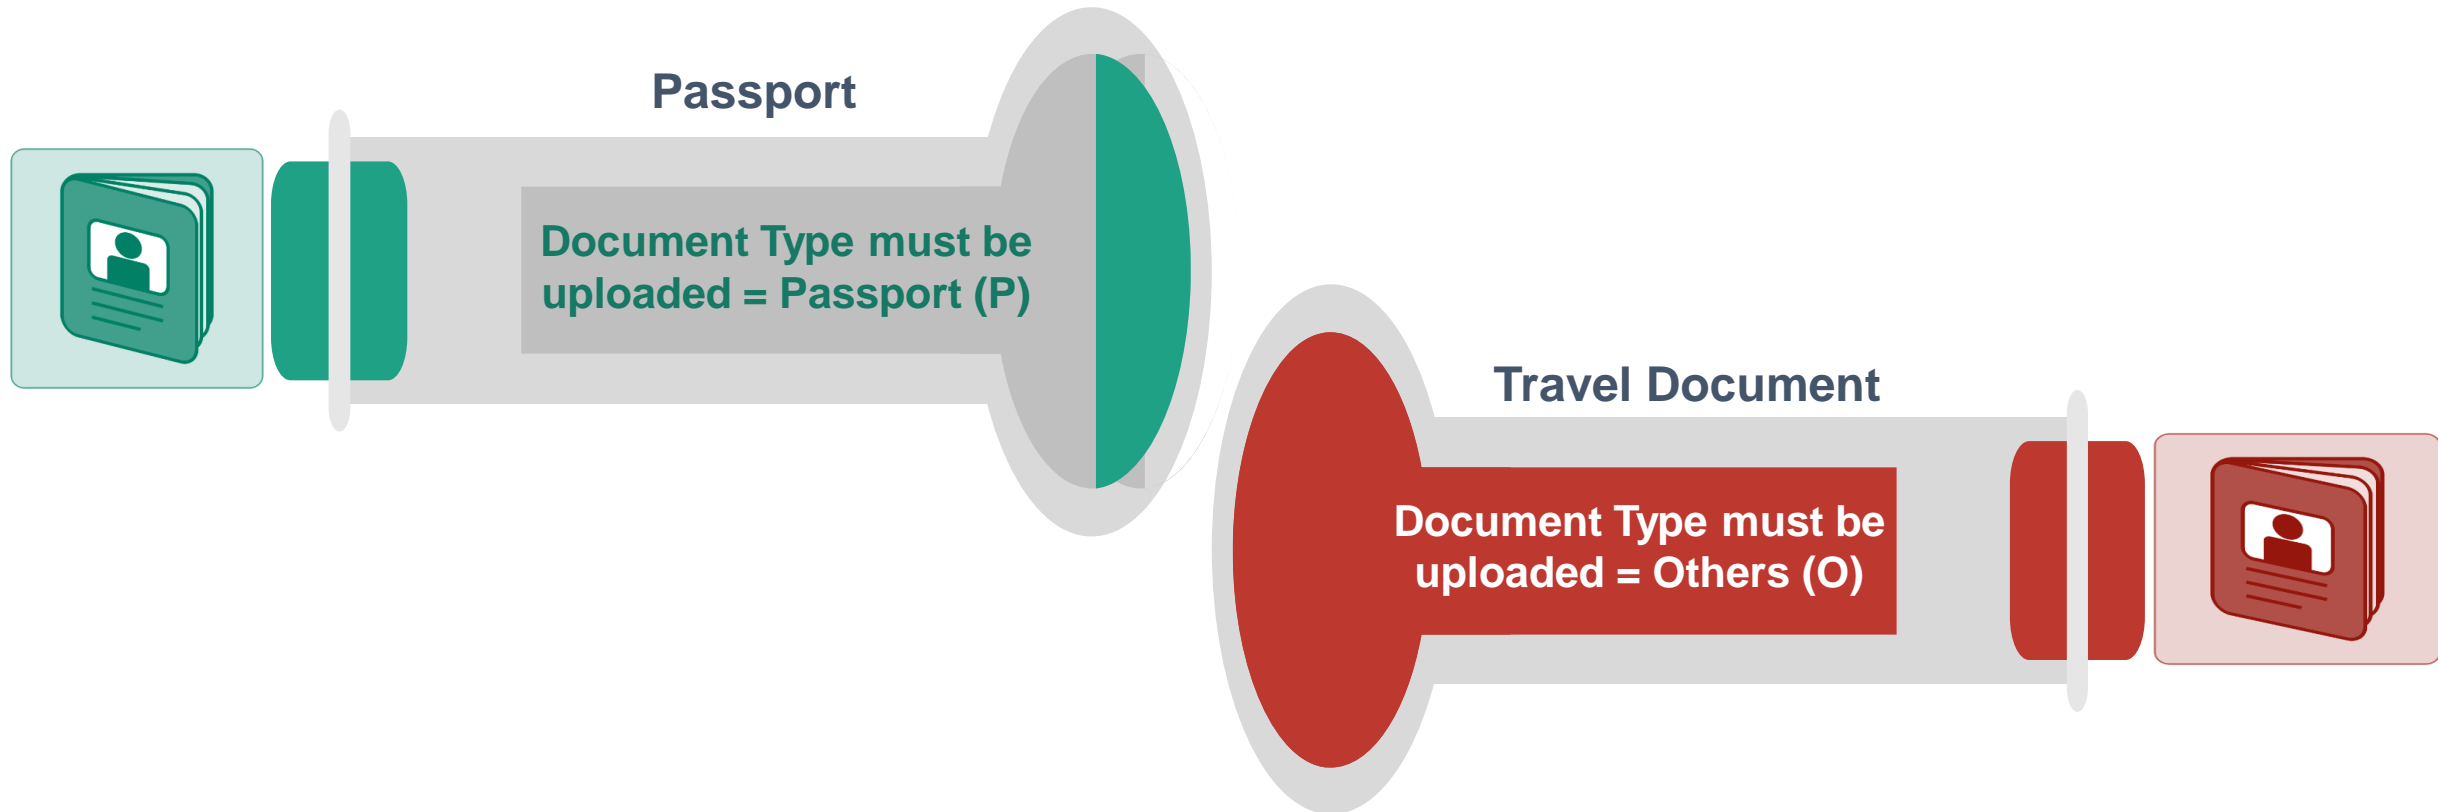 Passport
Document Type must be
uploaded = Passport (P)
Travel Document
Document Type must be
uploaded = Others (O)